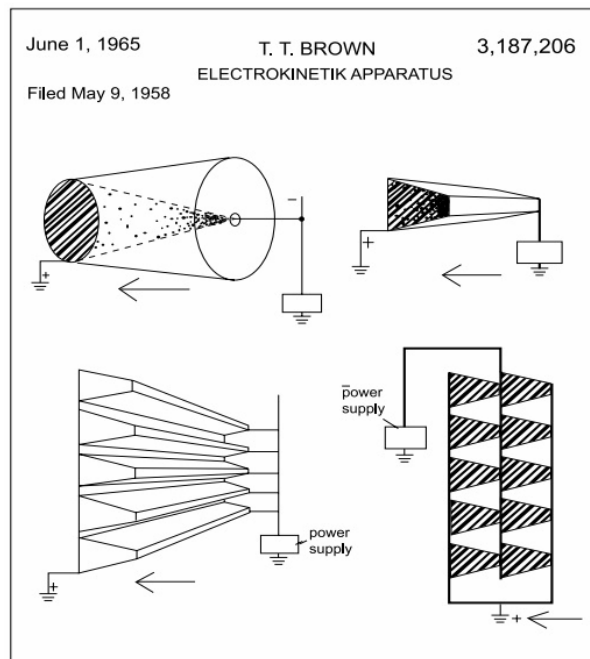 June 1, 1965
T. T. BROWN
3,187,206
ELECTROKINETIK APPARATUS
Filed May 9, 1958
−
+
+
−
power
supply
power
supply
+
+